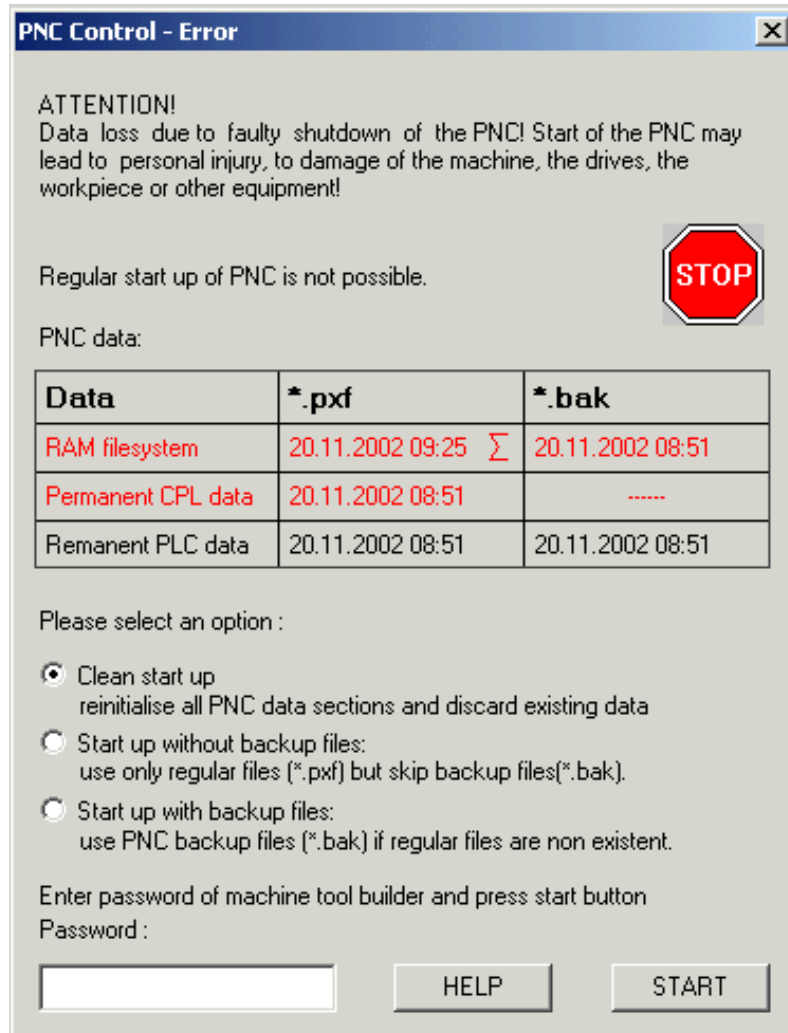 PNC Control - Error
ATTENTION!
Data loss due to faulty shutdown of the PNC! Start of the PNC may
lead to personal injury, to damage of the machine, the drives, the
workpiece or other equipment!
STOP
Regular start up of PNC is not possible.
PNC data:
Data *.pxf *.bak
RAM filesystem 20.11.2002 09:25 Σ 20.11.2002 08:51
Permanent CPL data 20.11.2002 08:51 ------
Remanent PLC data 20.11.2002 08:51 20.11.2002 08:51
Please select an option :
Clean start up
reinitialise all PNC data sections and discard existing data
Start up without backup files:
use only regular files (*.pxf) but skip backup files(*.bak).
Start up with backup files:
use PNC backup files (*.bak) if regular files are non existent.
Enter password of machine tool builder and press start button
Password :
HELP START